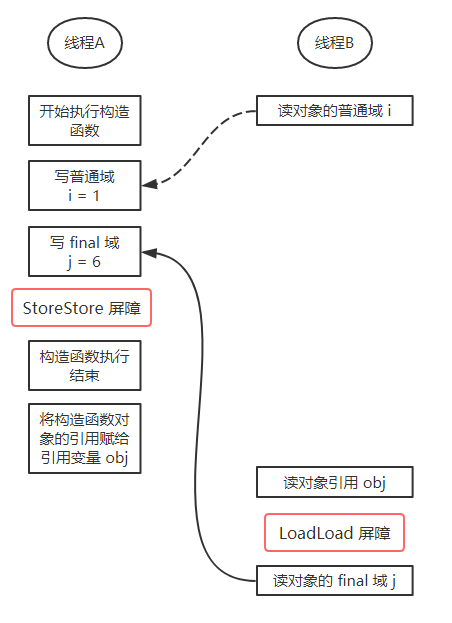 线程A
线程B
开始执行构造
函数
读对象的普通域 i
写普通域
i = 1
写 final 域
j = 6
StoreStore 屏障
构造函数执行
结束
将构造函数对
象的引用赋给
引用变量 obj
读对象引用 obj
LoadLoad 屏障
读对象的 final 域 j